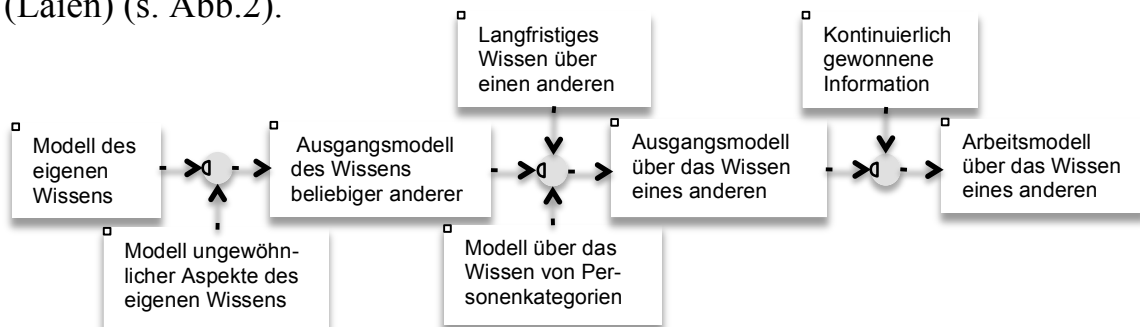 (Laien) (s. Abb.2).
Langfristiges
Wissen über
einen anderen
Kontinuierlich
gewonnene
Information
Modell des
eigenen
Wissens
Ausgangsmodell
des Wissens
beliebiger anderer
Ausgangsmodell
über das Wissen
eines anderen
Arbeitsmodell
über das Wissen
eines anderen
Modell ungewöhn-
licher Aspekte des
eigenen Wissens
Modell über das
Wissen von Per-
sonenkategorien